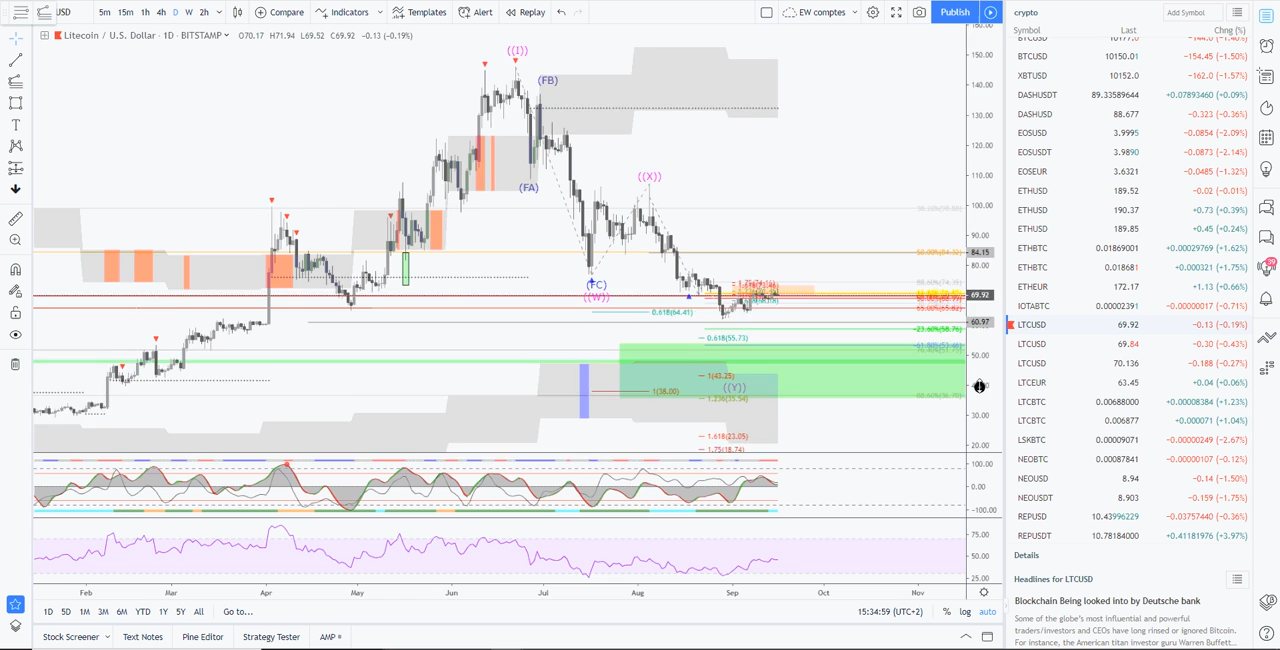 USD
5m 15m 1h 4h D W 2h
Compare
Indicators
Templates
Alert
Replay
EW comptes
Publish
Litecoin / U.S. Dollar · 1D · BITSTAMP
O70.17 H71.94 L69.52 C69.92 −0.13 (−0.19%)
((I))
(FB)
(FA)
((X))
(FC)
((W))
((Y))
0.618(64.41)
0.618(55.73)
1(43.25)
1(38.00)
1.236(35.54)
1.618(23.05)
1.75(18.74)
150.00
140.00
130.00
120.00
110.00
100.00
90.00
84.15
80.00
69.92
60.97
50.00
30.00
20.00
100.00
0.00
-100.00
75.00
50.00
25.00
Feb Mar Apr May Jun Jul Aug Sep Oct Nov
1D 5D 1M 3M 6M YTD 1Y 5Y All Go to...
15:34:59 (UTC+2) % log auto
Stock Screener Text Notes Pine Editor Strategy Tester AMP
crypto
Add Symbol
Symbol Last Chng (%)
BTCUSD 10150.01 −154.45 (−1.50%)
XBTUSD 10152.0 −162.0 (−1.57%)
DASHUSDT 89.33589644 +0.07893460 (+0.09%)
DASHUSD 88.677 −0.323 (−0.36%)
EOSUSD 3.9995 −0.0854 (−2.09%)
EOSUSDT 3.9890 −0.0873 (−2.14%)
EOSEUR 3.6321 −0.0485 (−1.32%)
ETHUSD 189.52 −0.02 (−0.01%)
ETHUSD 190.37 +0.73 (+0.39%)
ETHUSD 189.85 +0.45 (+0.24%)
ETHBTC 0.01869001 +0.00029769 (+1.62%)
ETHBTC 0.018681 +0.000321 (+1.75%)
ETHEUR 172.17 +1.13 (+0.66%)
IOTABTC 0.00002391 −0.00000017 (−0.71%)
LTCUSD 69.92 −0.13 (−0.19%)
LTCUSD 69.84 −0.30 (−0.43%)
LTCUSD 70.136 −0.188 (−0.27%)
LTCEUR 63.45 +0.04 (+0.06%)
LTCBTC 0.00688000 +0.00008384 (+1.23%)
LTCBTC 0.006877 +0.000071 (+1.04%)
LSKBTC 0.00009071 −0.00000249 (−2.67%)
NEOBTC 0.00087841 −0.00000107 (−0.12%)
NEOUSD 8.94 −0.14 (−1.50%)
NEOUSDT 8.903 −0.159 (−1.75%)
REPUSD 10.43996229 −0.03757440 (−0.36%)
REPUSDT 10.78184000 +0.41181976 (+3.97%)
Details
Headlines for LTCUSD
Blockchain Being looked into by Deutsche bank
Some of the globe's most influential and powerful
traders/investors and CEOs have long rinsed or ignored Bitcoin.
For instance, the American titan investor guru Warren Buffett...
39